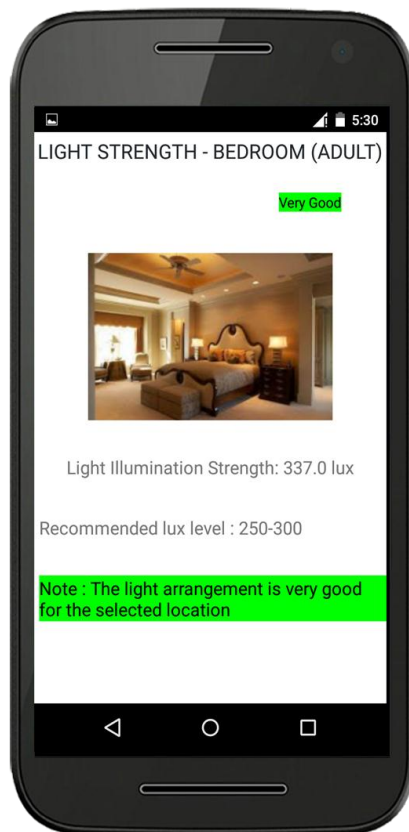 5:30
LIGHT STRENGTH - BEDROOM (ADULT)
Very Good
Light Illumination Strength: 337.0 lux
Recommended lux level : 250-300
Note : The light arrangement is very good
for the selected location